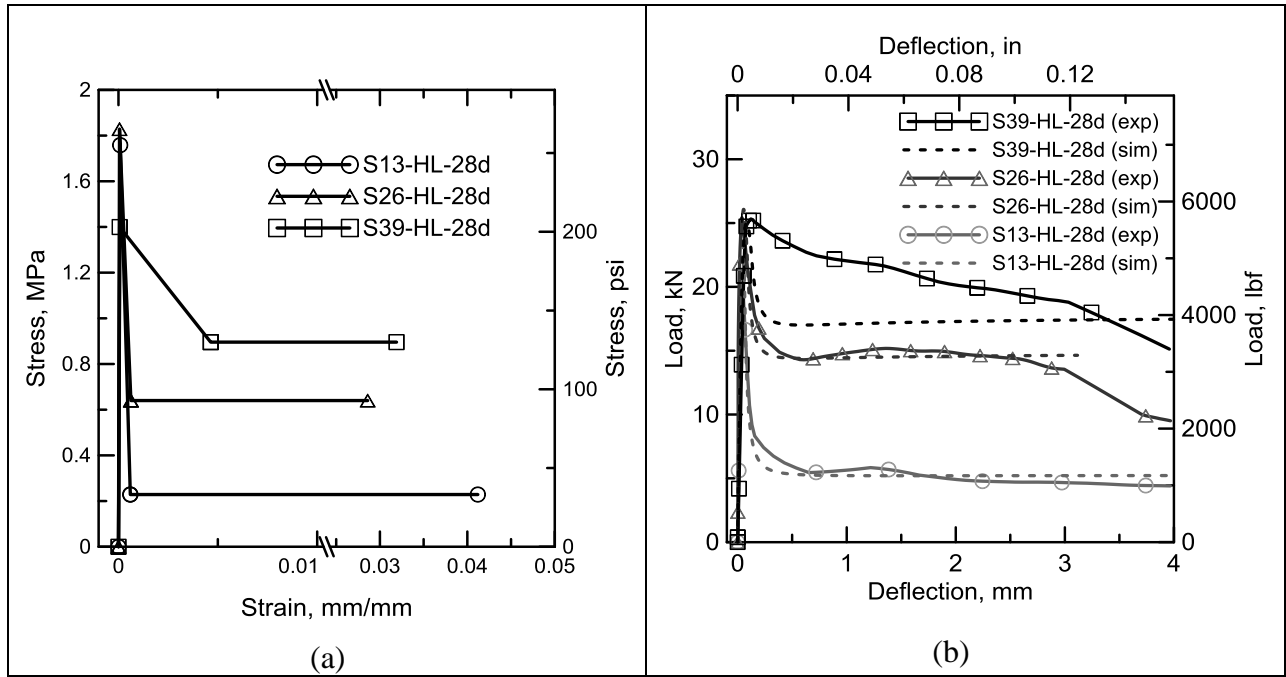 2
1.6
1.2
0.8
0.4
0
Stress, MPa
S13-HL-28d
S26-HL-28d
S39-HL-28d
200
100
0
Stress, psi
0 0.01 0.03 0.04 0.05
Strain, mm/mm
(a)
Deflection, in
0 0.04 0.08 0.12
30
20
10
0
Load, kN
S39-HL-28d (exp)
S39-HL-28d (sim)
S26-HL-28d (exp)
S26-HL-28d (sim)
S13-HL-28d (exp)
S13-HL-28d (sim)
6000
4000
2000
0
Load, lbf
0 1 2 3 4
Deflection, mm
(b)